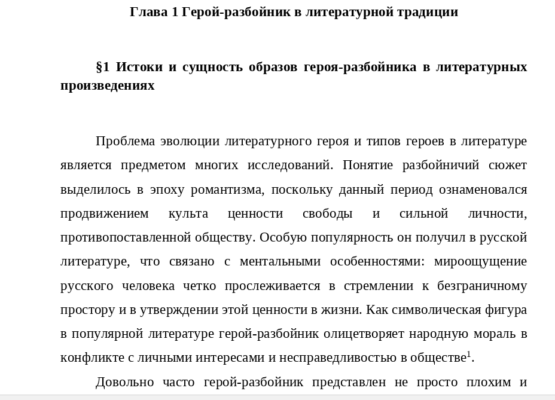 Глава 1 Герой-разбойник в литературной традиции
§1 Истоки и сущность образов героя-разбойника в литературных
произведениях
Проблема эволюции литературного героя и типов героев в литературе
является предметом многих исследований. Понятие разбойничий сюжет
выделилось в эпоху романтизма, поскольку данный период ознаменовался
продвижением культа ценности свободы и сильной личности,
противопоставленной обществу. Особую популярность он получил в русской
литературе, что связано с ментальными особенностями: мироощущение
русского человека четко прослеживается в стремлении к безграничному
простору и в утверждении этой ценности в жизни. Как символическая фигура
в популярной литературе герой-разбойник олицетворяет народную мораль в
конфликте с личными интересами и несправедливостью в обществе¹.
Довольно часто герой-разбойник представлен не просто плохим и